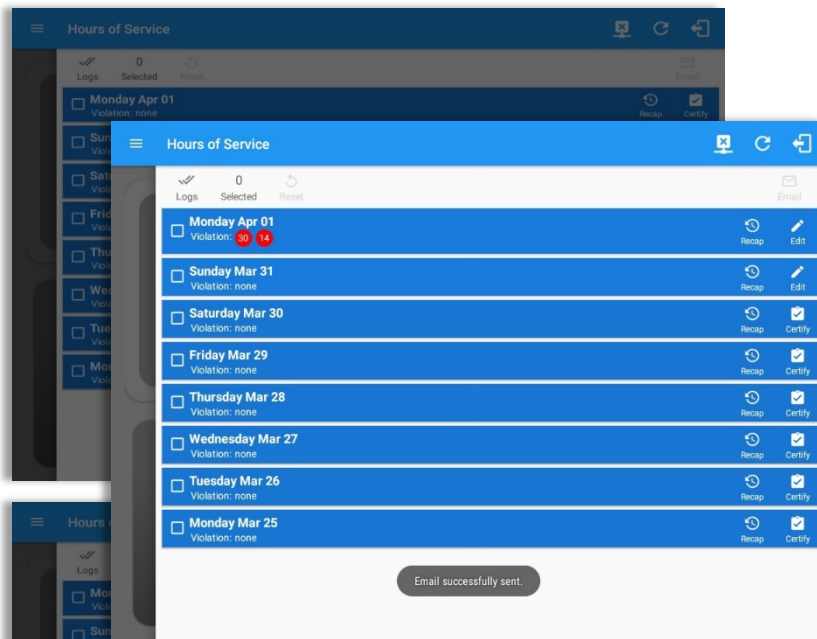 Hours of Service
Logs
0
Selected
Reset
Email
Monday Apr 01
Violation: none
Recap
Certify
Hours of Service
Logs
0
Selected
Reset
Email
Monday Apr 01
Violation: 30 14
Recap
Edit
Sunday Mar 31
Violation: none
Recap
Edit
Saturday Mar 30
Violation: none
Recap
Certify
Friday Mar 29
Violation: none
Recap
Certify
Thursday Mar 28
Violation: none
Recap
Certify
Wednesday Mar 27
Violation: none
Recap
Certify
Tuesday Mar 26
Violation: none
Recap
Certify
Monday Mar 25
Violation: none
Recap
Certify
Email successfully sent.
Hours
Logs